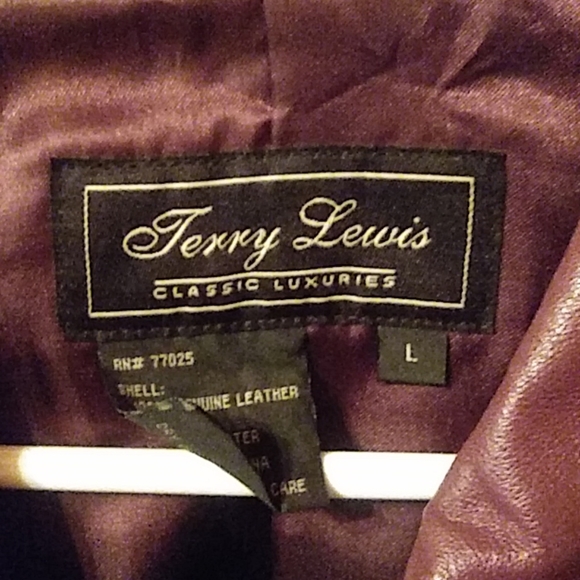 Terry Lewis
CLASSIC LUXURIES
L
RN# 77025
SHELL:
GENUINE LEATHER
CARE